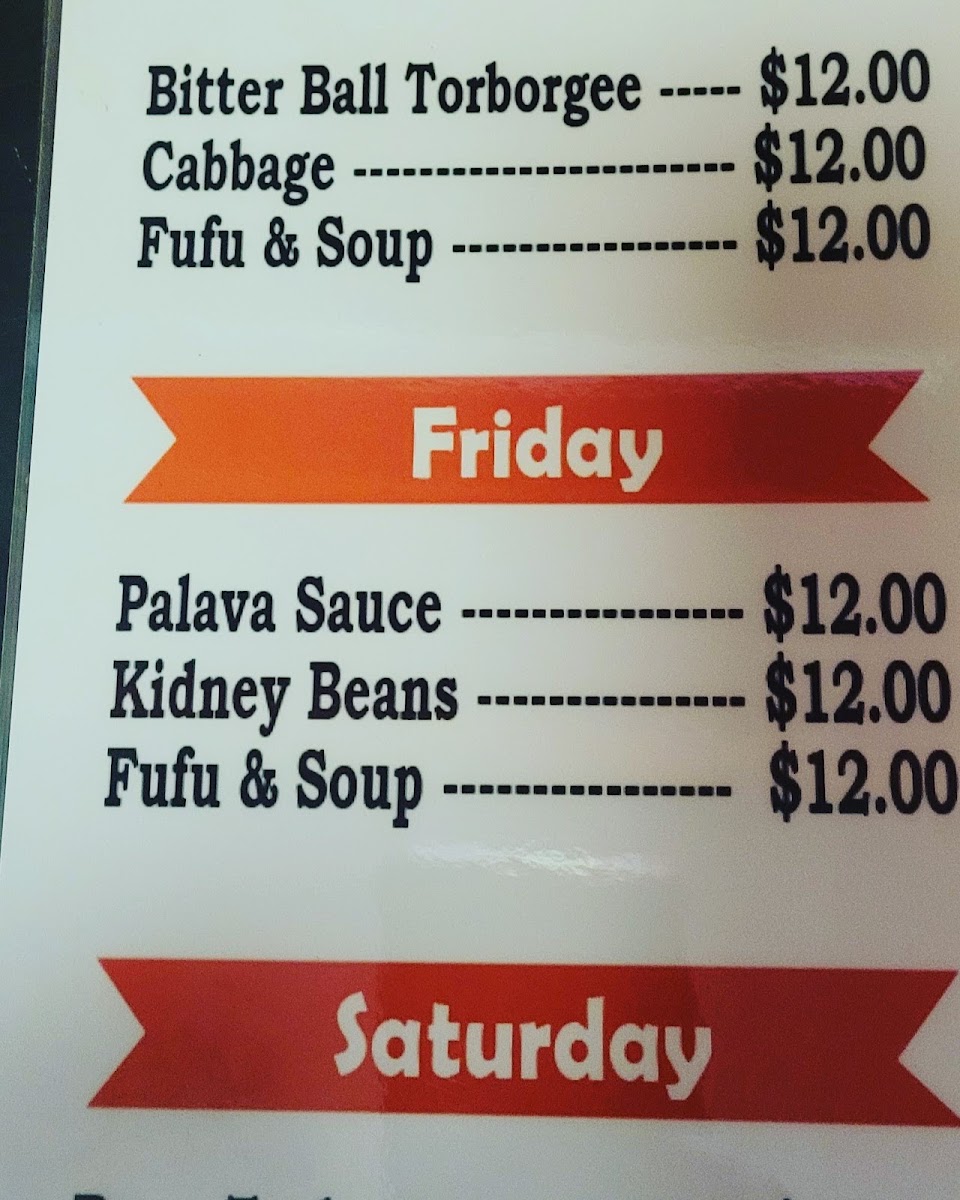 Bitter Ball Torborgee ----- $12.00
Cabbage ----------------------- $12.00
Fufu & Soup ----------------- $12.00
Friday
Palava Sauce ---------------- $12.00
Kidney Beans --------------- $12.00
Fufu & Soup ---------------- $12.00
Saturday